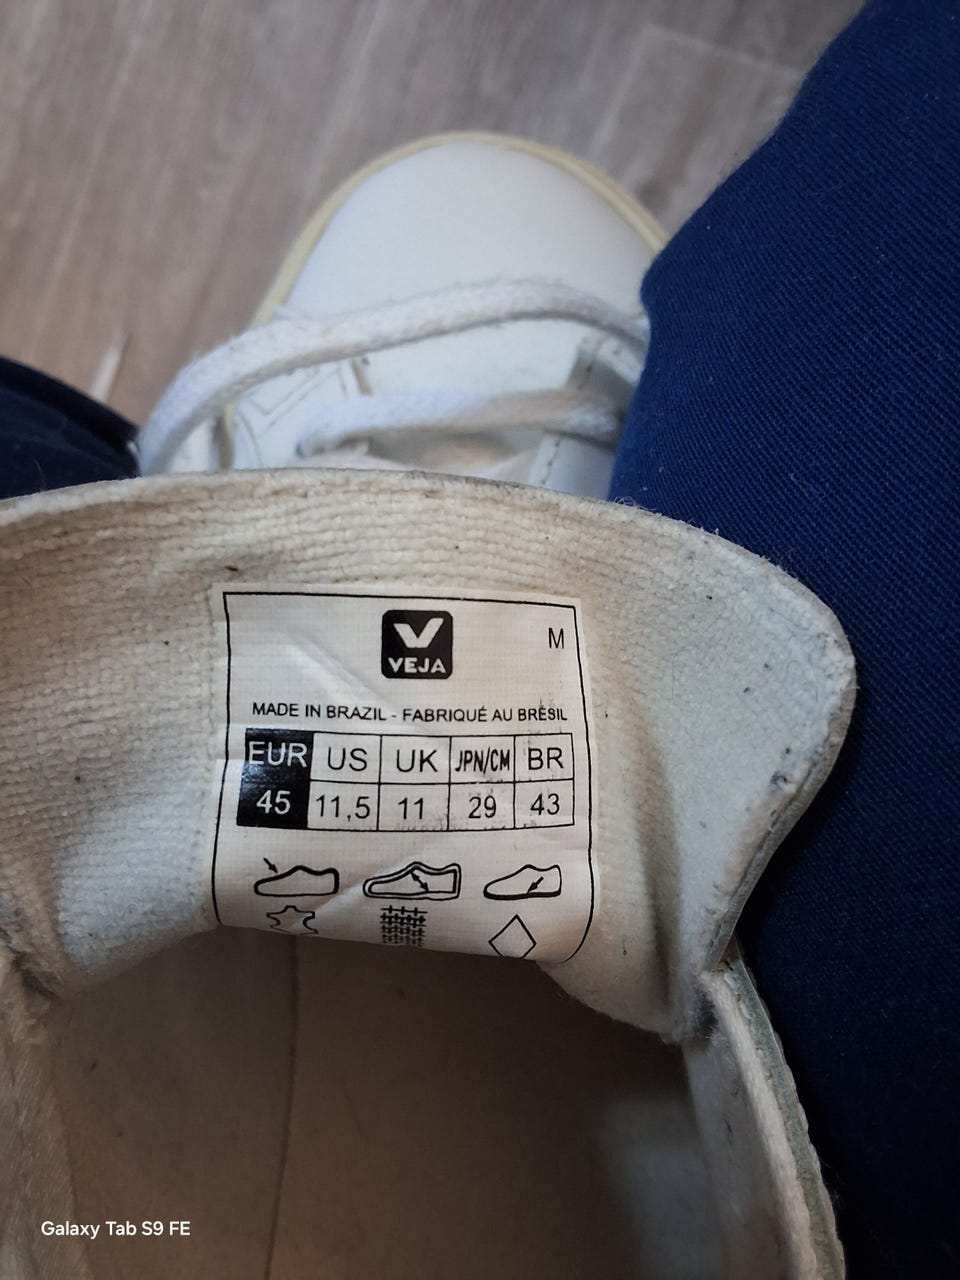 VEJA
M
MADE IN BRAZIL - FABRIQUÉ AU BRÉSIL
EUR US UK JPN/CM BR
45 11,5 11 29 43
Galaxy Tab S9 FE